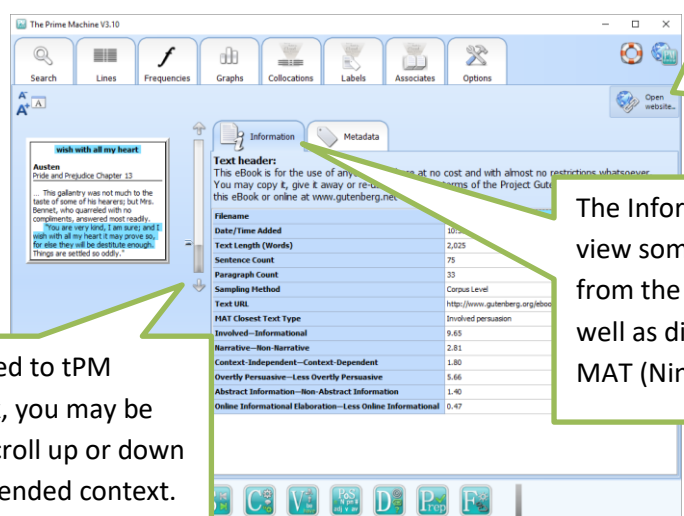 The Prime Machine V3.10
Search
Lines
Frequencies
Graphs
Collocations
Labels
Associates
Options
Open
website..
A
A
A
wish with all my heart
Austen
Pride and Prejudice Chapter 13
... This gallantry was not much to the
taste of some of his hearers; but Mrs.
Bennet, who quarreled with no
compliments, answered most readily.
"You are very kind, I am sure; and I
wish with all my heart it may prove so,
for else they will be destitute enough.
Things are settled so oddly."
Information
Metadata
Text header:
This eBook is for the use of at no cost and with almost no restrictions whatsoever.
You may copy it, give it away or terms of the Project
this eBook or online at www.gutenberg.net
Filename
Date/Time Added
Text Length (Words) 2,025
Sentence Count 75
Paragraph Count 33
Sampling Method Corpus Level
Text URL http://www.gutenberg.org/
MAT Closest Text Type Involved persuasion
Involved—Informational 9.65
Narrative—Non-Narrative 2.81
Context-Independent—Context-Dependent 1.80
Overtly Persuasive—Less Overtly Persuasive 5.66
Abstract Information—Non-Abstract Information 1.40
Online Informational Elaboration—Less Online Informational 0.47
The Infor
view som
from the
well as di
MAT (Nin
ed to tPM
, you may be
croll up or down
ended context.
PoS
Prep